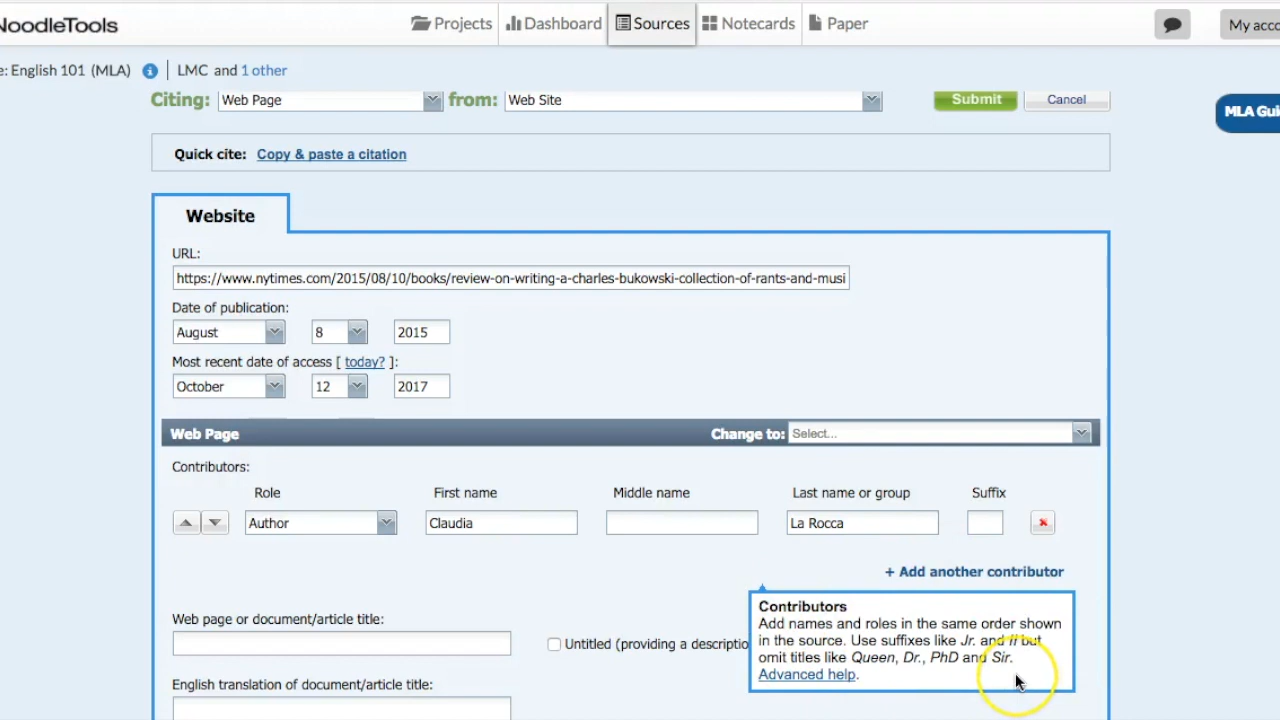 NoodleTools Projects Dashboard Sources Notecards Paper My acco
e: English 101 (MLA) i LMC and 1 other
Citing: Web Page from: Web Site Submit Cancel
MLA Gui
Quick cite: Copy & paste a citation
Website
URL:
https://www.nytimes.com/2015/08/10/books/review-on-writing-a-charles-bukowski-collection-of-rants-and-musi
Date of publication:
August 8 2015
Most recent date of access [ today? ]:
October 12 2017
Web Page Change to: Select...
Contributors:
Role First name Middle name Last name or group Suffix
Author Claudia La Rocca
+ Add another contributor
Contributors
Add names and roles in the same order shown
in the source. Use suffixes like Jr. and II but
omit titles like Queen, Dr., PhD and Sir.
Advanced help.
Web page or document/article title:
Untitled (providing a descriptio
English translation of document/article title: